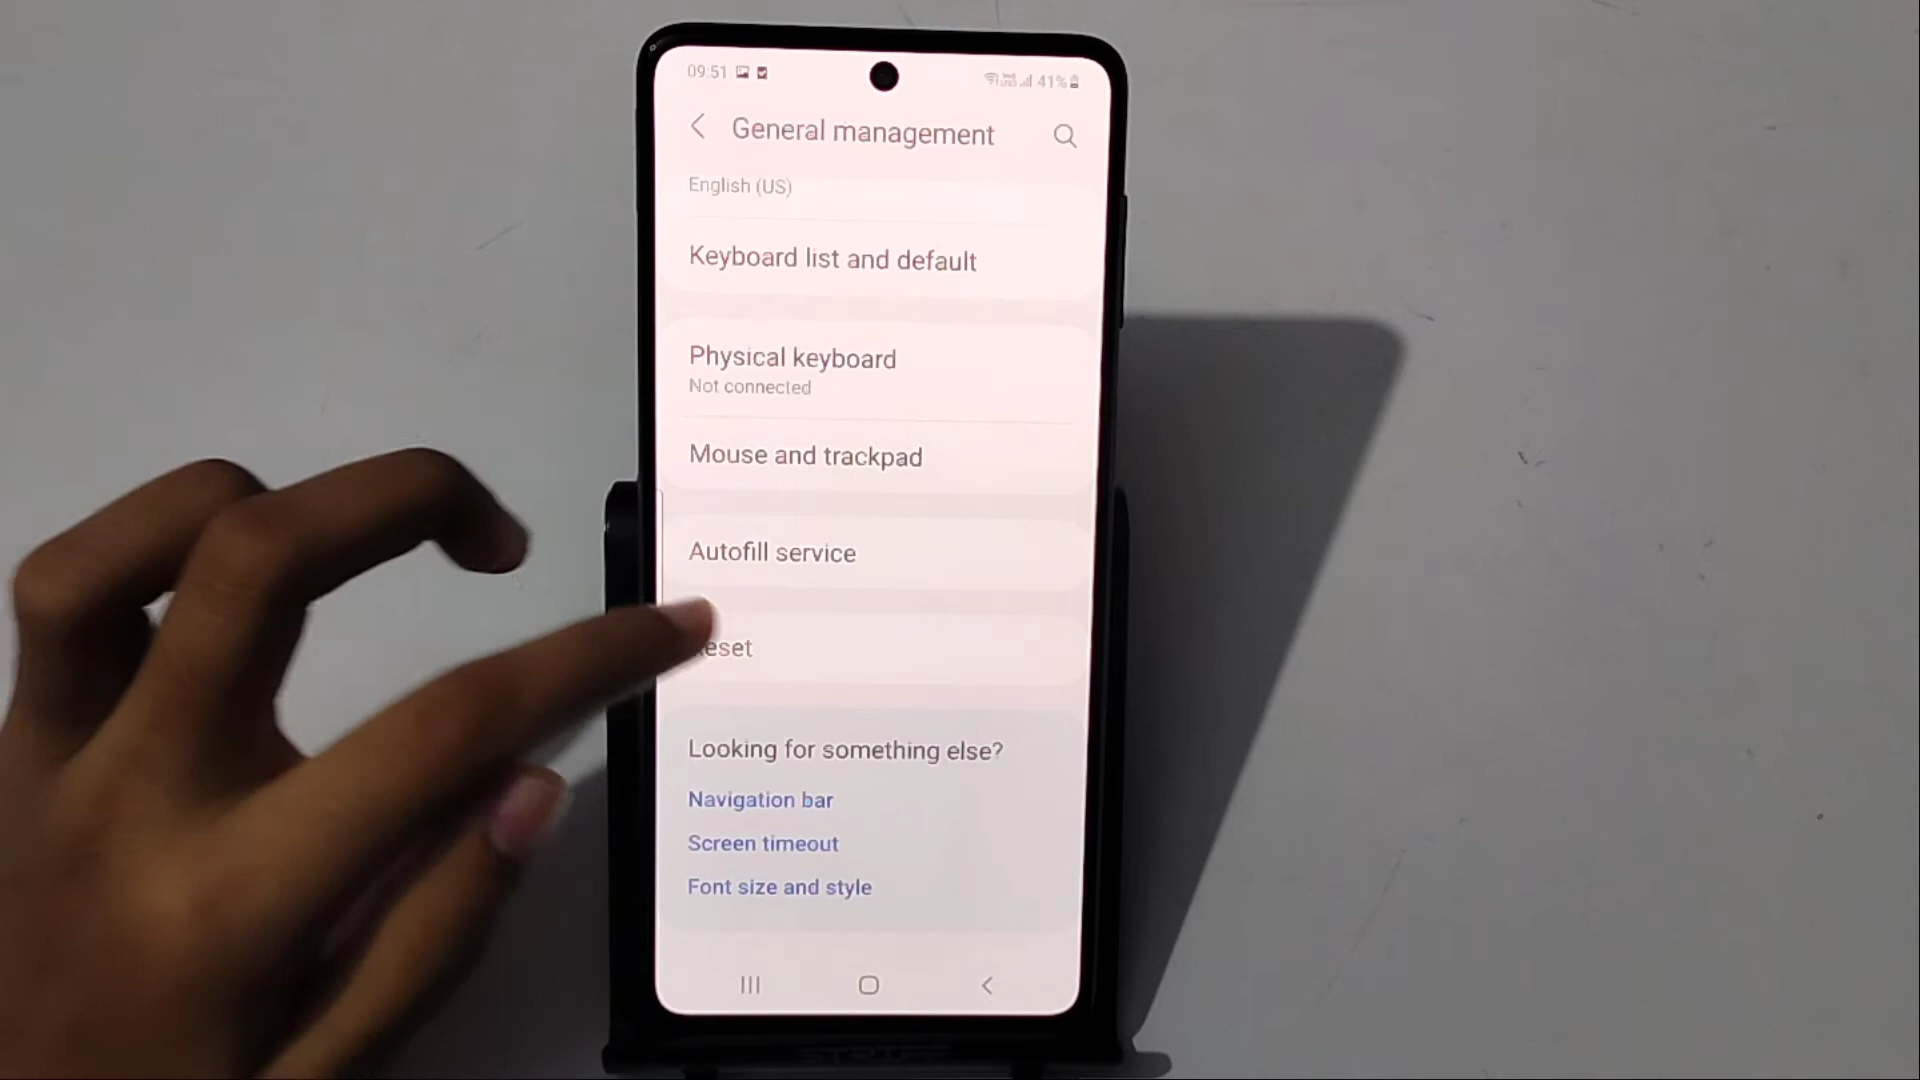 09:51 41%
General management
English (US)
Keyboard list and default
Physical keyboard
Not connected
Mouse and trackpad
Autofill service
eset
Looking for something else?
Navigation bar
Screen timeout
Font size and style